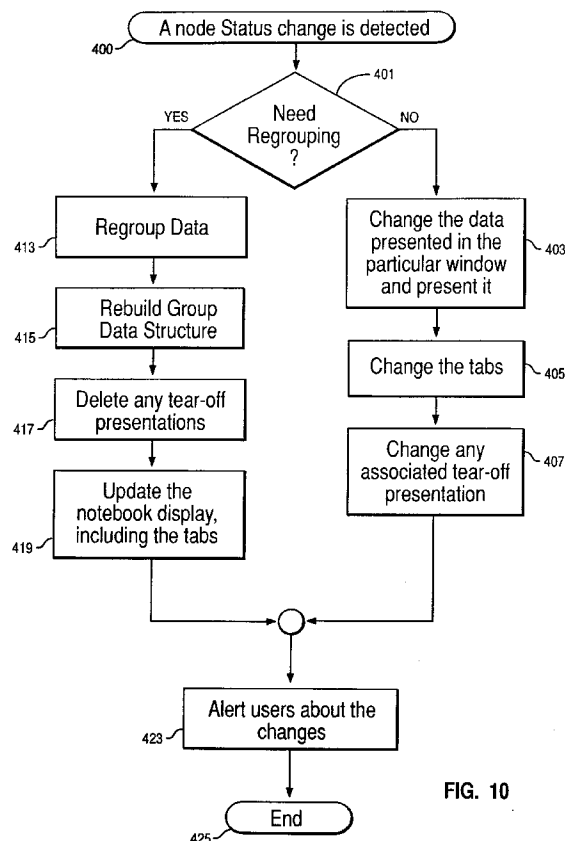 A node Status change is detected
400
401
Need
Regrouping
?
YES
NO
Regroup Data
413
Rebuild Group
Data Structure
415
Delete any tear-off
presentations
417
Update the
notebook display,
including the tabs
419
Change the data
presented in the
particular window
and present it
403
Change the tabs
405
Change any
associated tear-off
presentation
407
Alert users about the
changes
423
End
425
FIG. 10